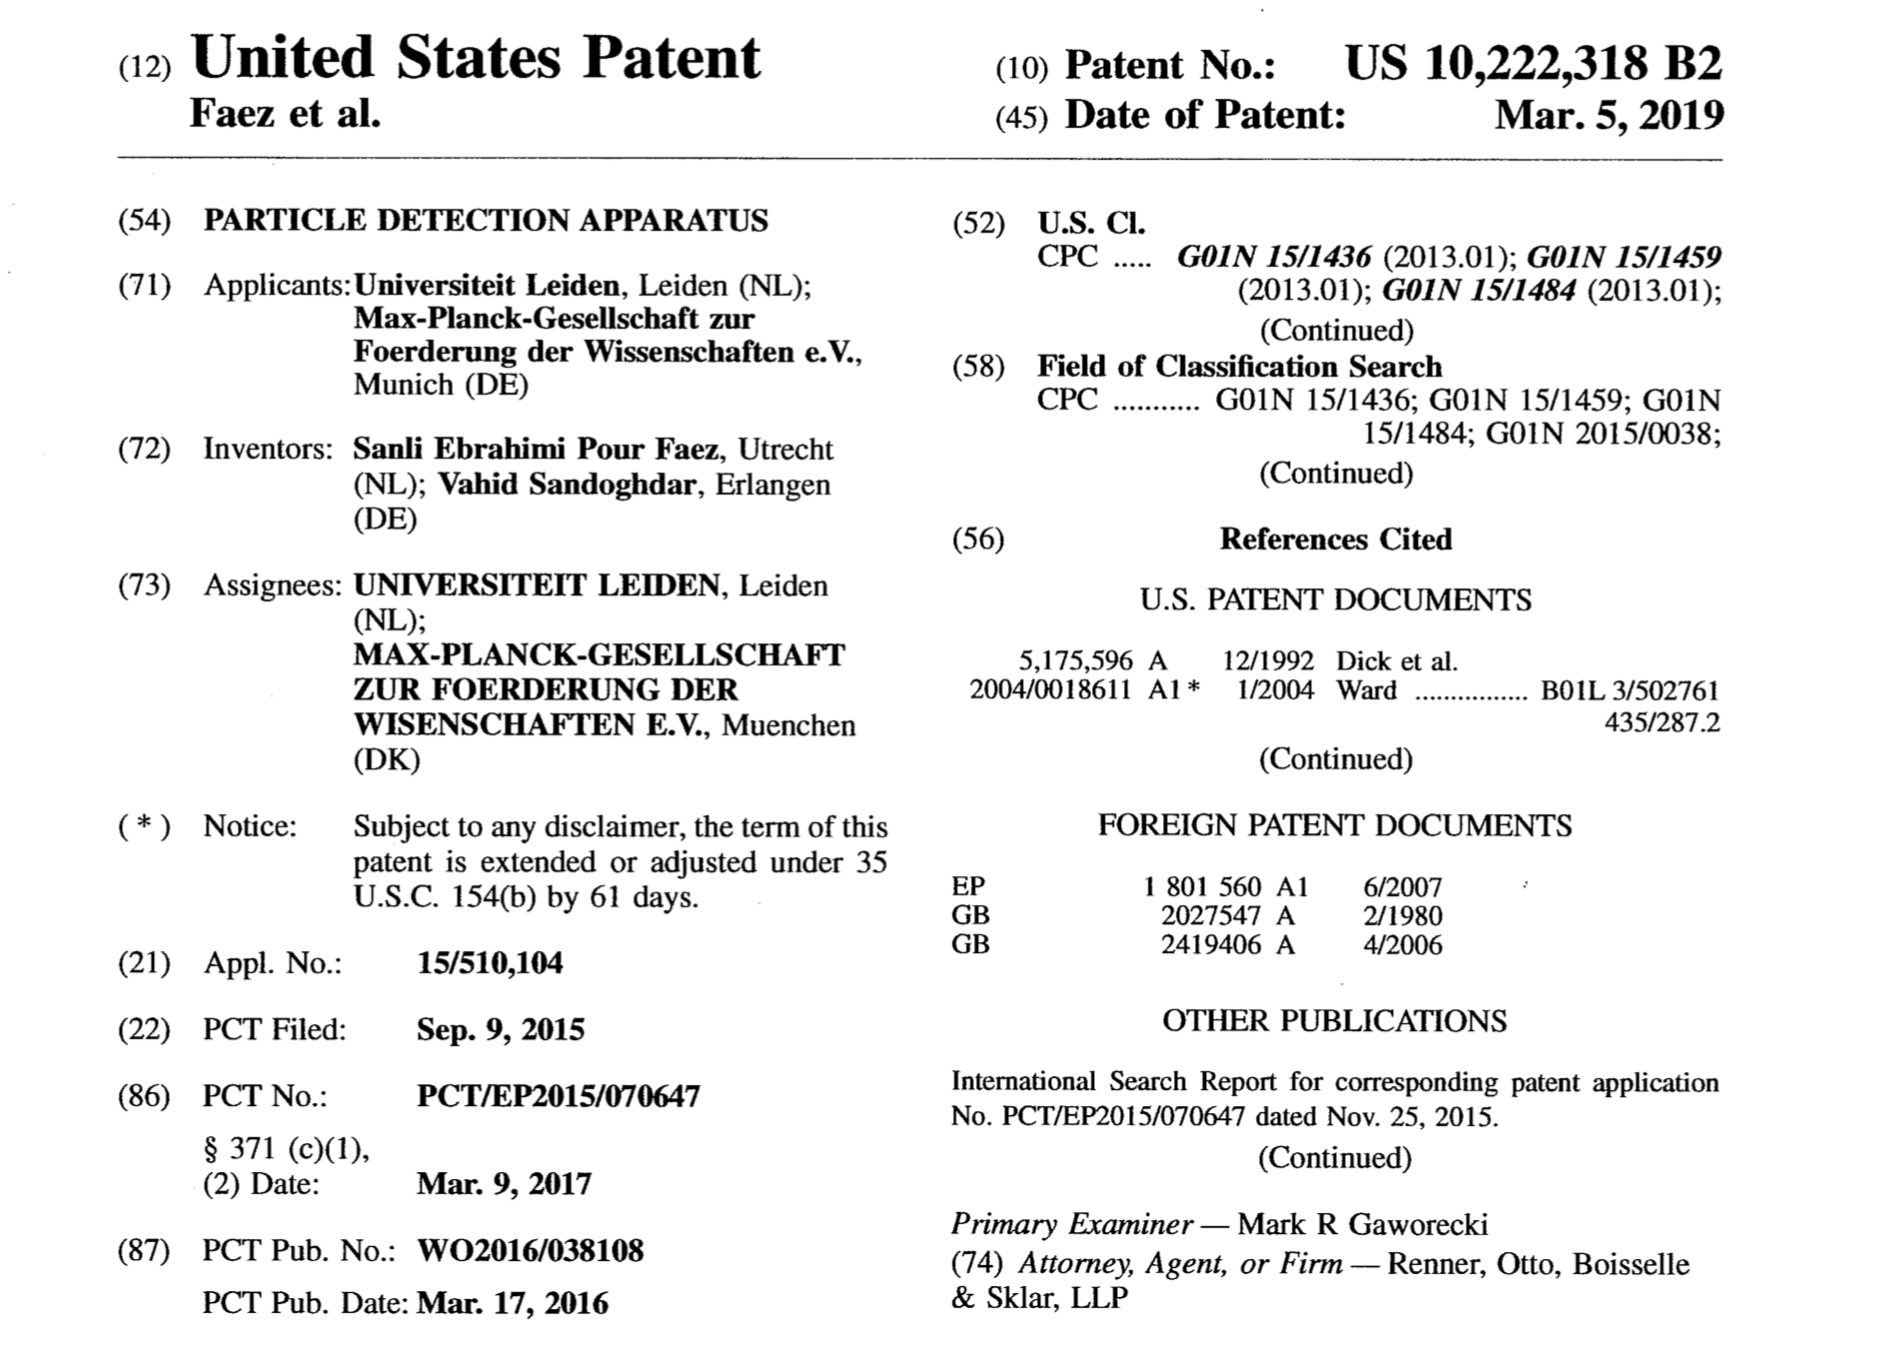 (12) United States Patent
Faez et al.
(10) Patent No.: US 10,222,318 B2
(45) Date of Patent: Mar. 5, 2019
(54) PARTICLE DETECTION APPARATUS
(71) Applicants: Universiteit Leiden, Leiden (NL);
Max-Planck-Gesellschaft zur
Foerderung der Wissenschaften e.V.,
Munich (DE)
(72) Inventors: Sanli Ebrahimi Pour Faez, Utrecht
(NL); Vahid Sandoghdar, Erlangen
(DE)
(73) Assignees: UNIVERSITEIT LEIDEN, Leiden
(NL);
MAX-PLANCK-GESELLSCHAFT
ZUR FOERDERUNG DER
WISENSCHAFTEN E.V., Muenchen
(DK)
( * ) Notice: Subject to any disclaimer, the term of this
patent is extended or adjusted under 35
U.S.C. 154(b) by 61 days.
(21) Appl. No.: 15/510,104
(22) PCT Filed: Sep. 9, 2015
(86) PCT No.: PCT/EP2015/070647
§ 371 (c)(1),
(2) Date: Mar. 9, 2017
(87) PCT Pub. No.: WO2016/038108
PCT Pub. Date: Mar. 17, 2016
(52) U.S. Cl.
CPC ..... G01N 15/1436 (2013.01); G01N 15/1459
(2013.01); G01N 15/1484 (2013.01);
(Continued)
(58) Field of Classification Search
CPC ........... G01N 15/1436; G01N 15/1459; G01N
15/1484; G01N 2015/0038;
(Continued)
(56) References Cited
U.S. PATENT DOCUMENTS
5,175,596 A 12/1992 Dick et al.
2004/0018611 A1* 1/2004 Ward ................ B01L 3/502761
435/287.2
(Continued)
FOREIGN PATENT DOCUMENTS
EP 1 801 560 A1 6/2007
GB 2027547 A 2/1980
GB 2419406 A 4/2006
OTHER PUBLICATIONS
International Search Report for corresponding patent application
No. PCT/EP2015/070647 dated Nov. 25, 2015.
(Continued)
Primary Examiner — Mark R Gaworecki
(74) Attorney, Agent, or Firm — Renner, Otto, Boisselle
& Sklar, LLP